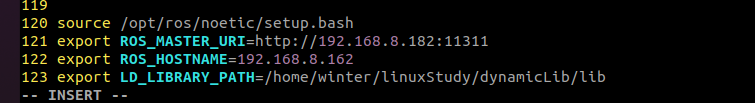 119
120 source /opt/ros/noetic/setup.bash
121 export ROS_MASTER_URI=http://192.168.8.182:11311
122 export ROS_HOSTNAME=192.168.8.162
123 export LD_LIBRARY_PATH=/home/winter/linuxStudy/dynamicLib/lib
-- INSERT --